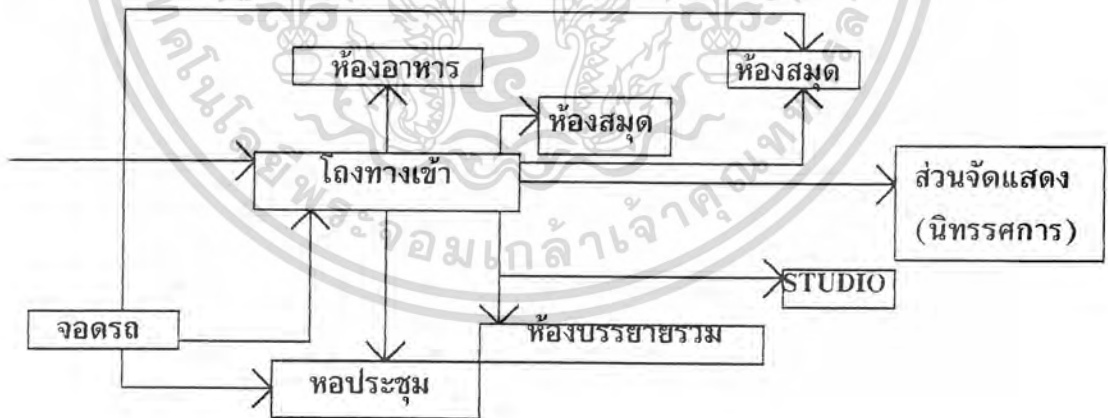 ห้องอาหาร
ห้องสมุด
ห้องสมุด
โถงทางเข้า
ส่วนจัดแสดง
(นิทรรศการ)
STUDIO
จอดรถ
ห้องบรรยายรวม
หอประชุม